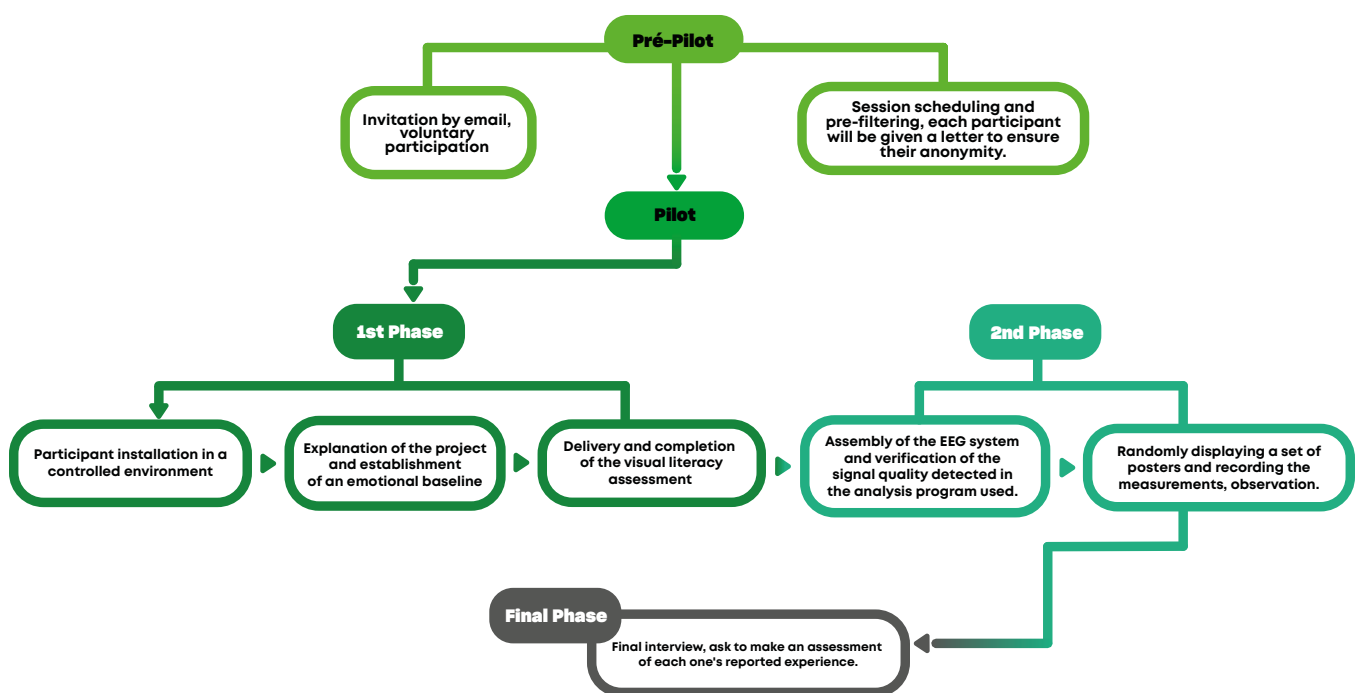 Pré-Pilot
Invitation by email,
voluntary
participation
Session scheduling and
pre-filtering, each participant
will be given a letter to ensure
their anonymity.
Pilot
1st Phase
2nd Phase
Participant installation in a
controlled environment
Explanation of the project
and establishment
of an emotional baseline
Delivery and completion
of the visual literacy
assessment
Assembly of the EEG system
and verification of the
signal quality detected in
the analysis program used.
Randomly displaying a set of
posters and recording the
measurements, observation.
Final Phase
Final interview, ask to make an assessment
of each one's reported experience.